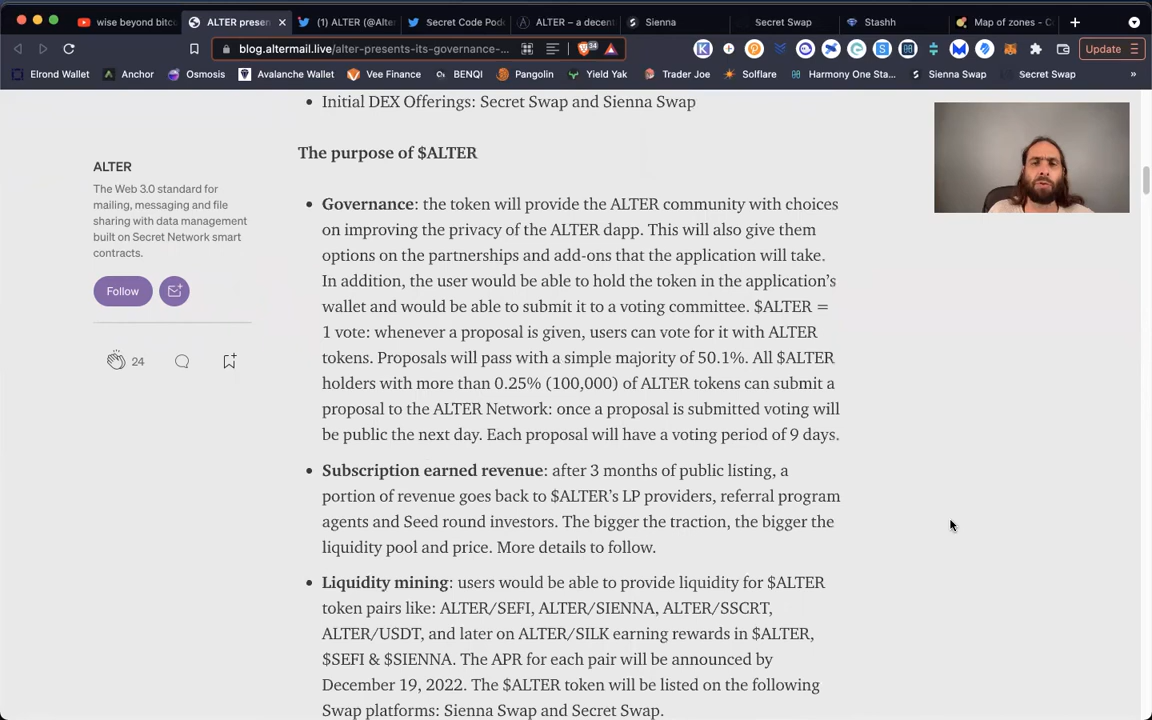 wise beyond bitc
ALTER presen
(1) ALTER (@Alte
Secret Code Pod
ALTER – a decent
Sienna
Secret Swap
Stashh
Map of zones - C
blog.altermail.live/alter-presents-its-governance-...
34
Update
Elrond Wallet
Anchor
Osmosis
Avalanche Wallet
Vee Finance
BENQI
Pangolin
Yield Yak
Trader Joe
Solflare
Harmony One Sta...
Sienna Swap
Secret Swap
»
• Initial DEX Offerings: Secret Swap and Sienna Swap
The purpose of $ALTER
ALTER
The Web 3.0 standard for
mailing, messaging and file
sharing with data management
built on Secret Network smart
contracts.
Follow
24
• Governance: the token will provide the ALTER community with choices
on improving the privacy of the ALTER dapp. This will also give them
options on the partnerships and add-ons that the application will take.
In addition, the user would be able to hold the token in the application's
wallet and would be able to submit it to a voting committee. $ALTER =
1 vote: whenever a proposal is given, users can vote for it with ALTER
tokens. Proposals will pass with a simple majority of 50.1%. All $ALTER
holders with more than 0.25% (100,000) of ALTER tokens can submit a
proposal to the ALTER Network: once a proposal is submitted voting will
be public the next day. Each proposal will have a voting period of 9 days.
• Subscription earned revenue: after 3 months of public listing, a
portion of revenue goes back to $ALTER's LP providers, referral program
agents and Seed round investors. The bigger the traction, the bigger the
liquidity pool and price. More details to follow.
• Liquidity mining: users would be able to provide liquidity for $ALTER
token pairs like: ALTER/SEFI, ALTER/SIENNA, ALTER/SSCRT,
ALTER/USDT, and later on ALTER/SILK earning rewards in $ALTER,
$SEFI & $SIENNA. The APR for each pair will be announced by
December 19, 2022. The $ALTER token will be listed on the following
Swap platforms: Sienna Swap and Secret Swap.